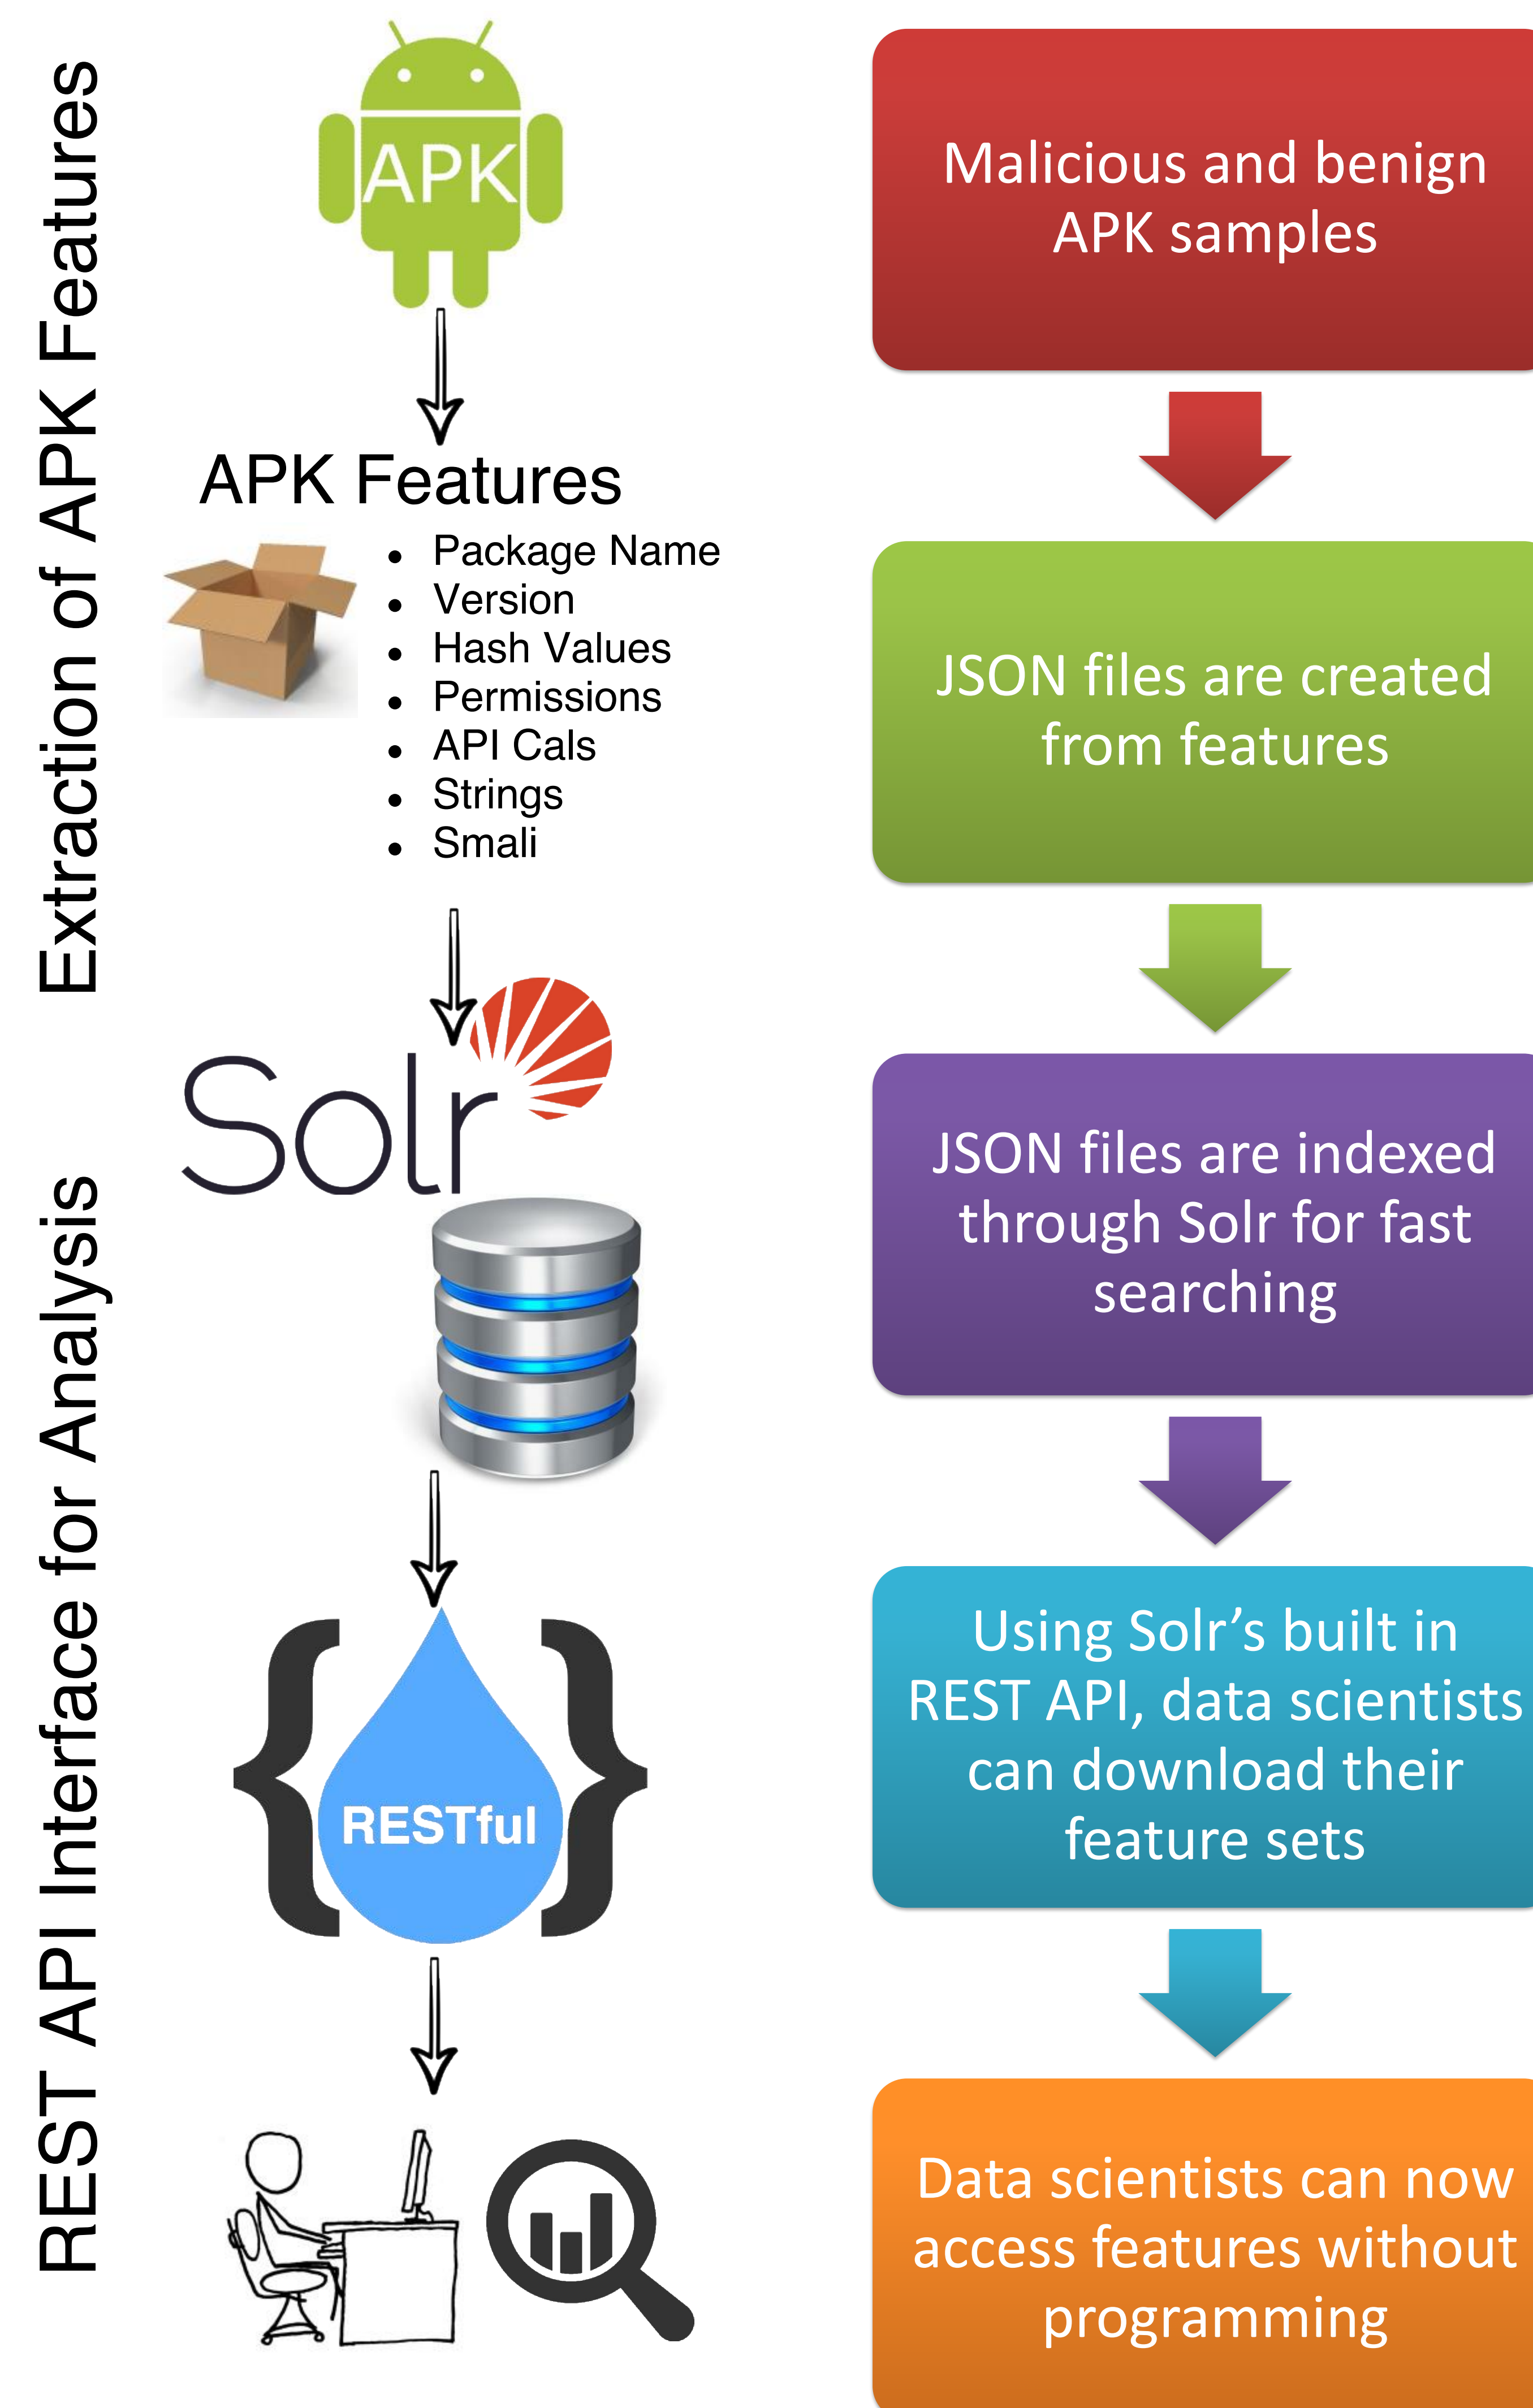 Extraction of APK Features
APK
APK Features
• Package Name
• Version
• Hash Values
• Permissions
• API Cals
• Strings
• Smali
REST API Interface for Analysis
Solr
{ RESTful }
Malicious and benign
APK samples
JSON files are created
from features
JSON files are indexed
through Solr for fast
searching
Using Solr’s built in
REST API, data scientists
can download their
feature sets
Data scientists can now
access features without
programming